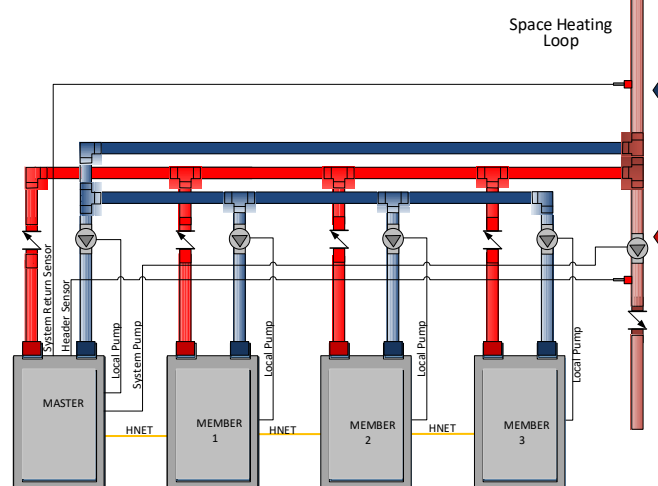 Space Heating
Loop
System Return Sensor
Header Sensor
Local Pump
System Pump
Local Pump
Local Pump
Local Pump
MASTER
MEMBER
1
MEMBER
2
MEMBER
3
HNET
HNET
HNET